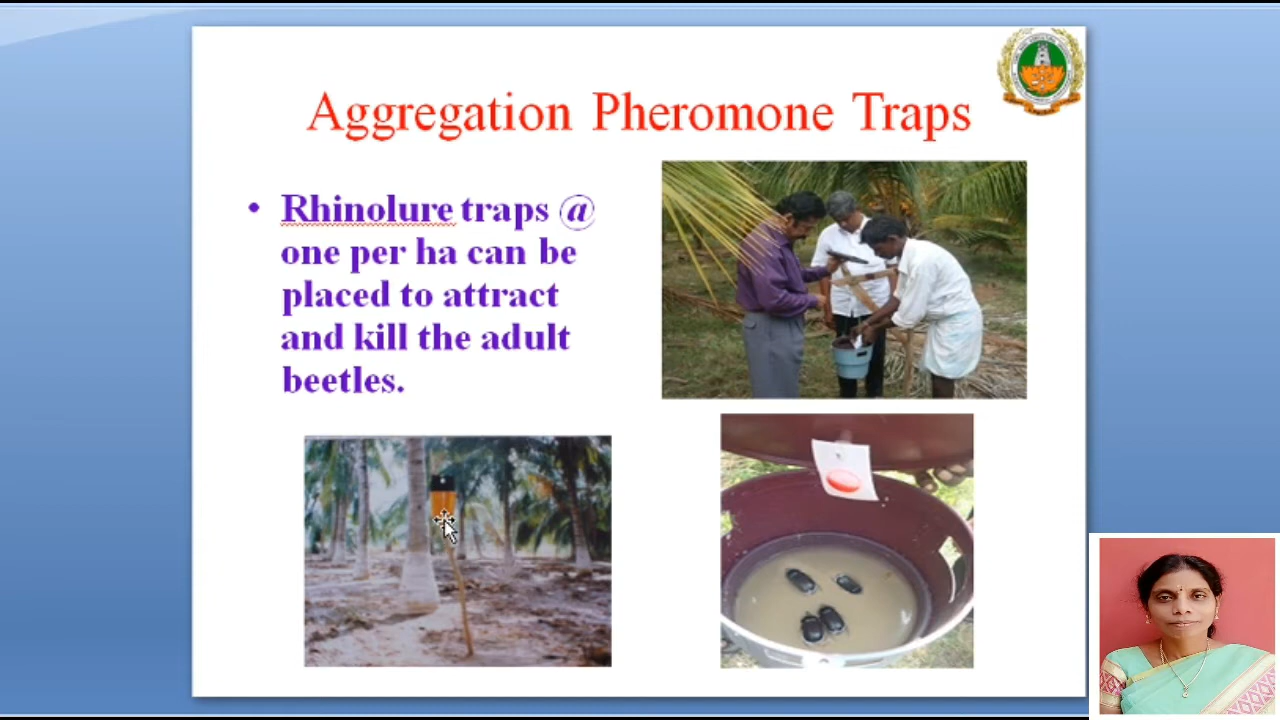 Aggregation Pheromone Traps
• Rhinolure traps @
one per ha can be
placed to attract
and kill the adult
beetles.